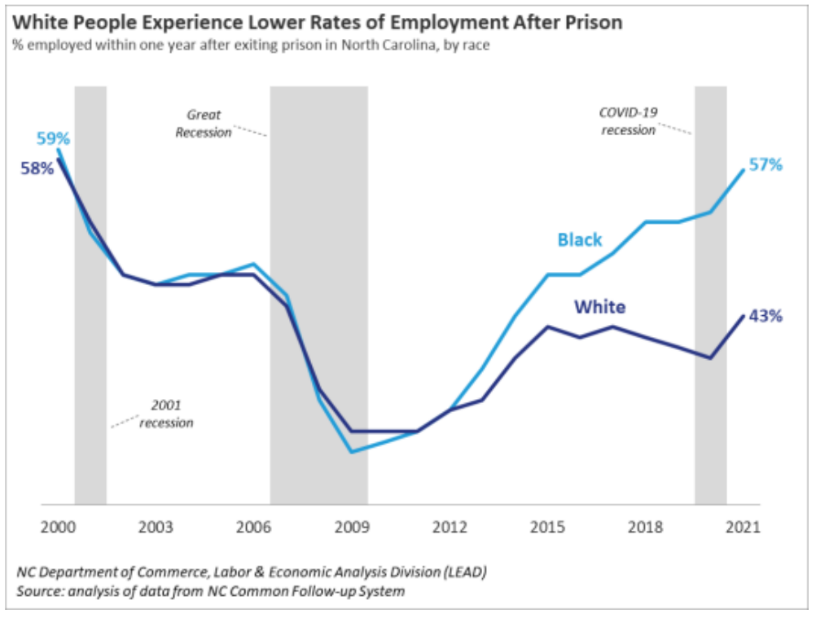 White People Experience Lower Rates of Employment After Prison
% employed within one year after exiting prison in North Carolina, by race
Great
Recession
COVID-19
recession
59%
58%
57%
Black
White
43%
2001
recession
2000 2003 2006 2009 2012 2015 2018 2021
NC Department of Commerce, Labor & Economic Analysis Division (LEAD)
Source: analysis of data from NC Common Follow-up System